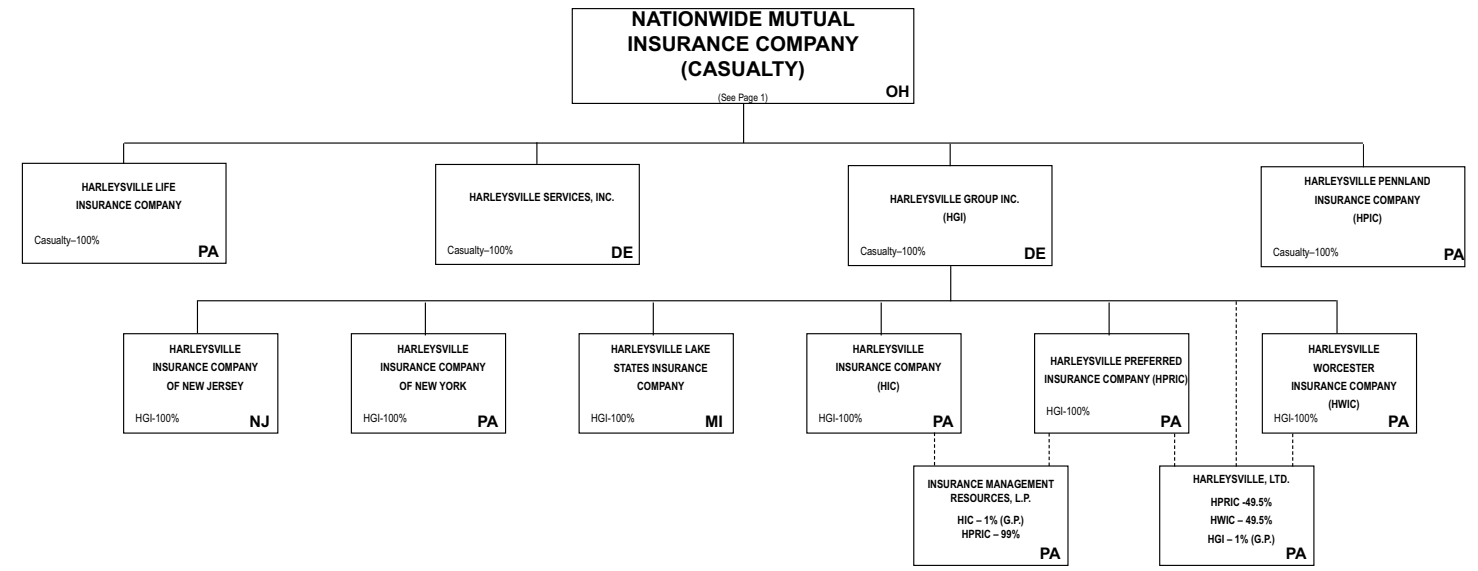 NATIONWIDE MUTUAL
INSURANCE COMPANY
(CASUALTY)
(See Page 1)
OH
HARLEYSVILLE LIFE
INSURANCE COMPANY
Casualty–100%
PA
HARLEYSVILLE SERVICES, INC.
Casualty–100%
DE
HARLEYSVILLE GROUP INC.
(HGI)
Casualty–100%
DE
HARLEYSVILLE PENNLAND
INSURANCE COMPANY
(HPIC)
Casualty–100%
PA
HARLEYSVILLE
INSURANCE COMPANY
OF NEW JERSEY
HGI-100%
NJ
HARLEYSVILLE
INSURANCE COMPANY
OF NEW YORK
HGI-100%
PA
HARLEYSVILLE LAKE
STATES INSURANCE
COMPANY
HGI-100%
MI
HARLEYSVILLE
INSURANCE COMPANY
(HIC)
HGI-100%
PA
HARLEYSVILLE PREFERRED
INSURANCE COMPANY (HPRIC)
HGI-100%
PA
HARLEYSVILLE
WORCESTER
INSURANCE COMPANY
(HWIC)
HGI-100%
PA
INSURANCE MANAGEMENT
RESOURCES, L.P.
HIC – 1% (G.P.)
HPRIC – 99%
PA
HARLEYSVILLE, LTD.
HPRIC -49.5%
HWIC – 49.5%
HGI – 1% (G.P.)
PA